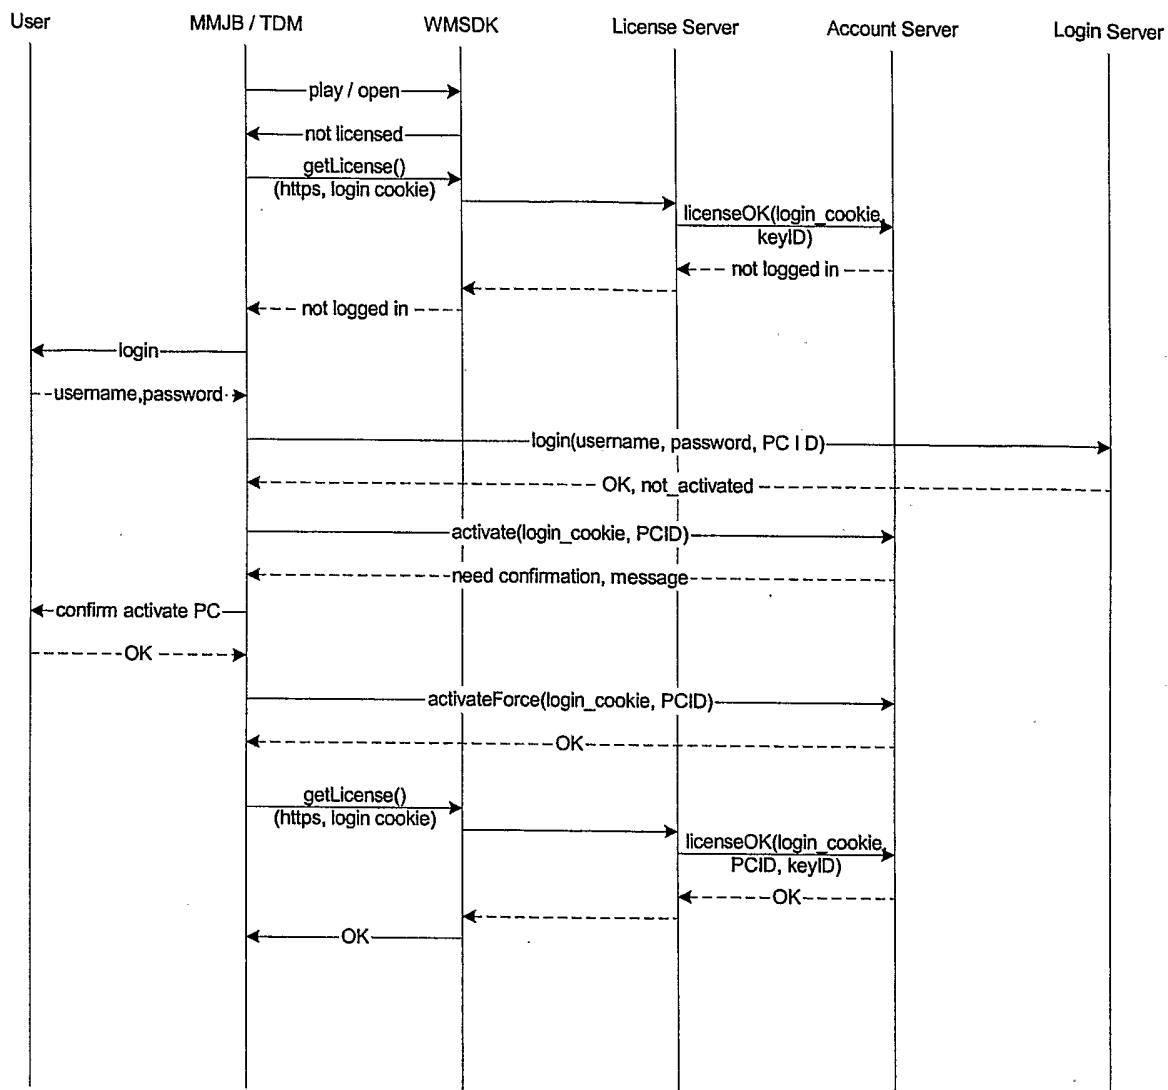 User
MMJB / TDM
WMSDK
License Server
Account Server
Login Server
play / open
not licensed
getLicense()
(https, login cookie)
licenseOK(login_cookie,
keyID)
not logged in
not logged in
login
username,password
login(username, password, PC I D)
OK, not_activated
activate(login_cookie, PCID)
need confirmation, message
confirm activate PC
OK
activateForce(login_cookie, PCID)
OK
getLicense()
(https, login cookie)
licenseOK(login_cookie,
PCID, keyID)
OK
OK